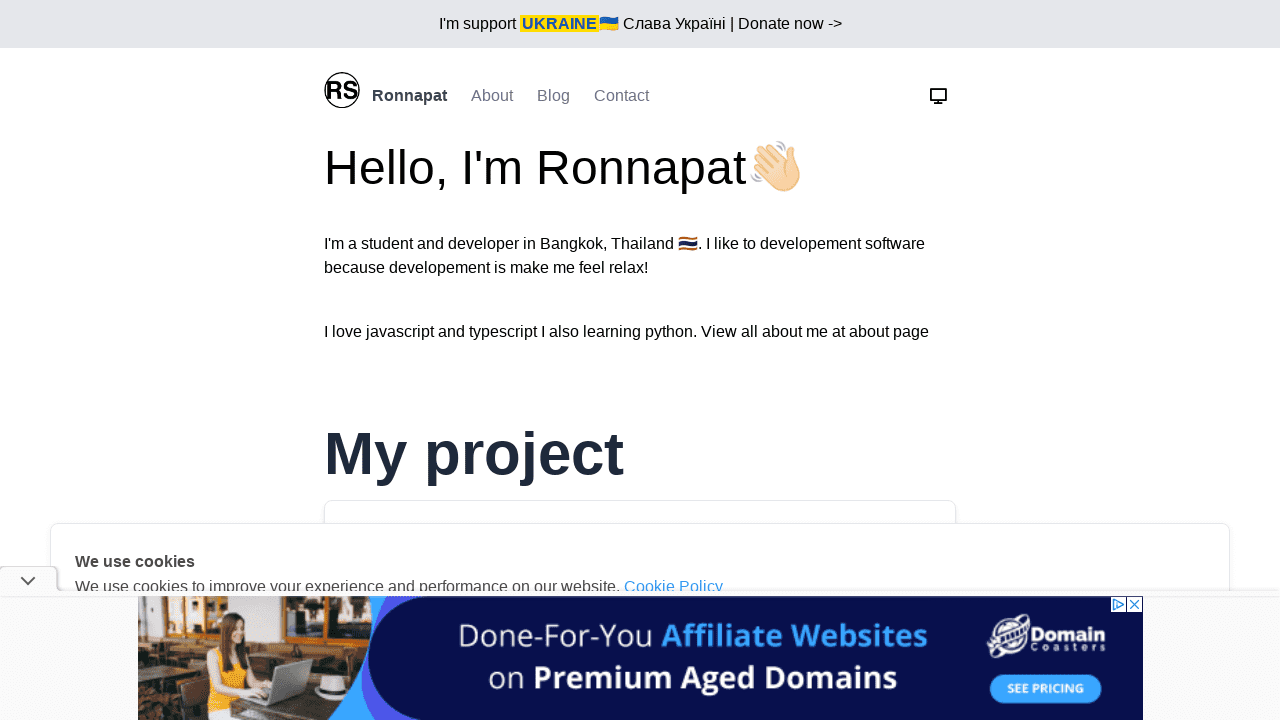 I'm support UKRAINE🇺🇦 Слава Україні | Donate now ->
RS Ronnapat About Blog Contact
Hello, I'm Ronnapat👋🏻
I'm a student and developer in Bangkok, Thailand 🇹🇭. I like to developement software
because developement is make me feel relax!
I love javascript and typescript I also learning python. View all about me at about page
My project
We use cookies
We use cookies to improve your experience and performance on our website. Cookie Policy
Done-For-You Affiliate Websites
on Premium Aged Domains
Domain
Coasters
SEE PRICING